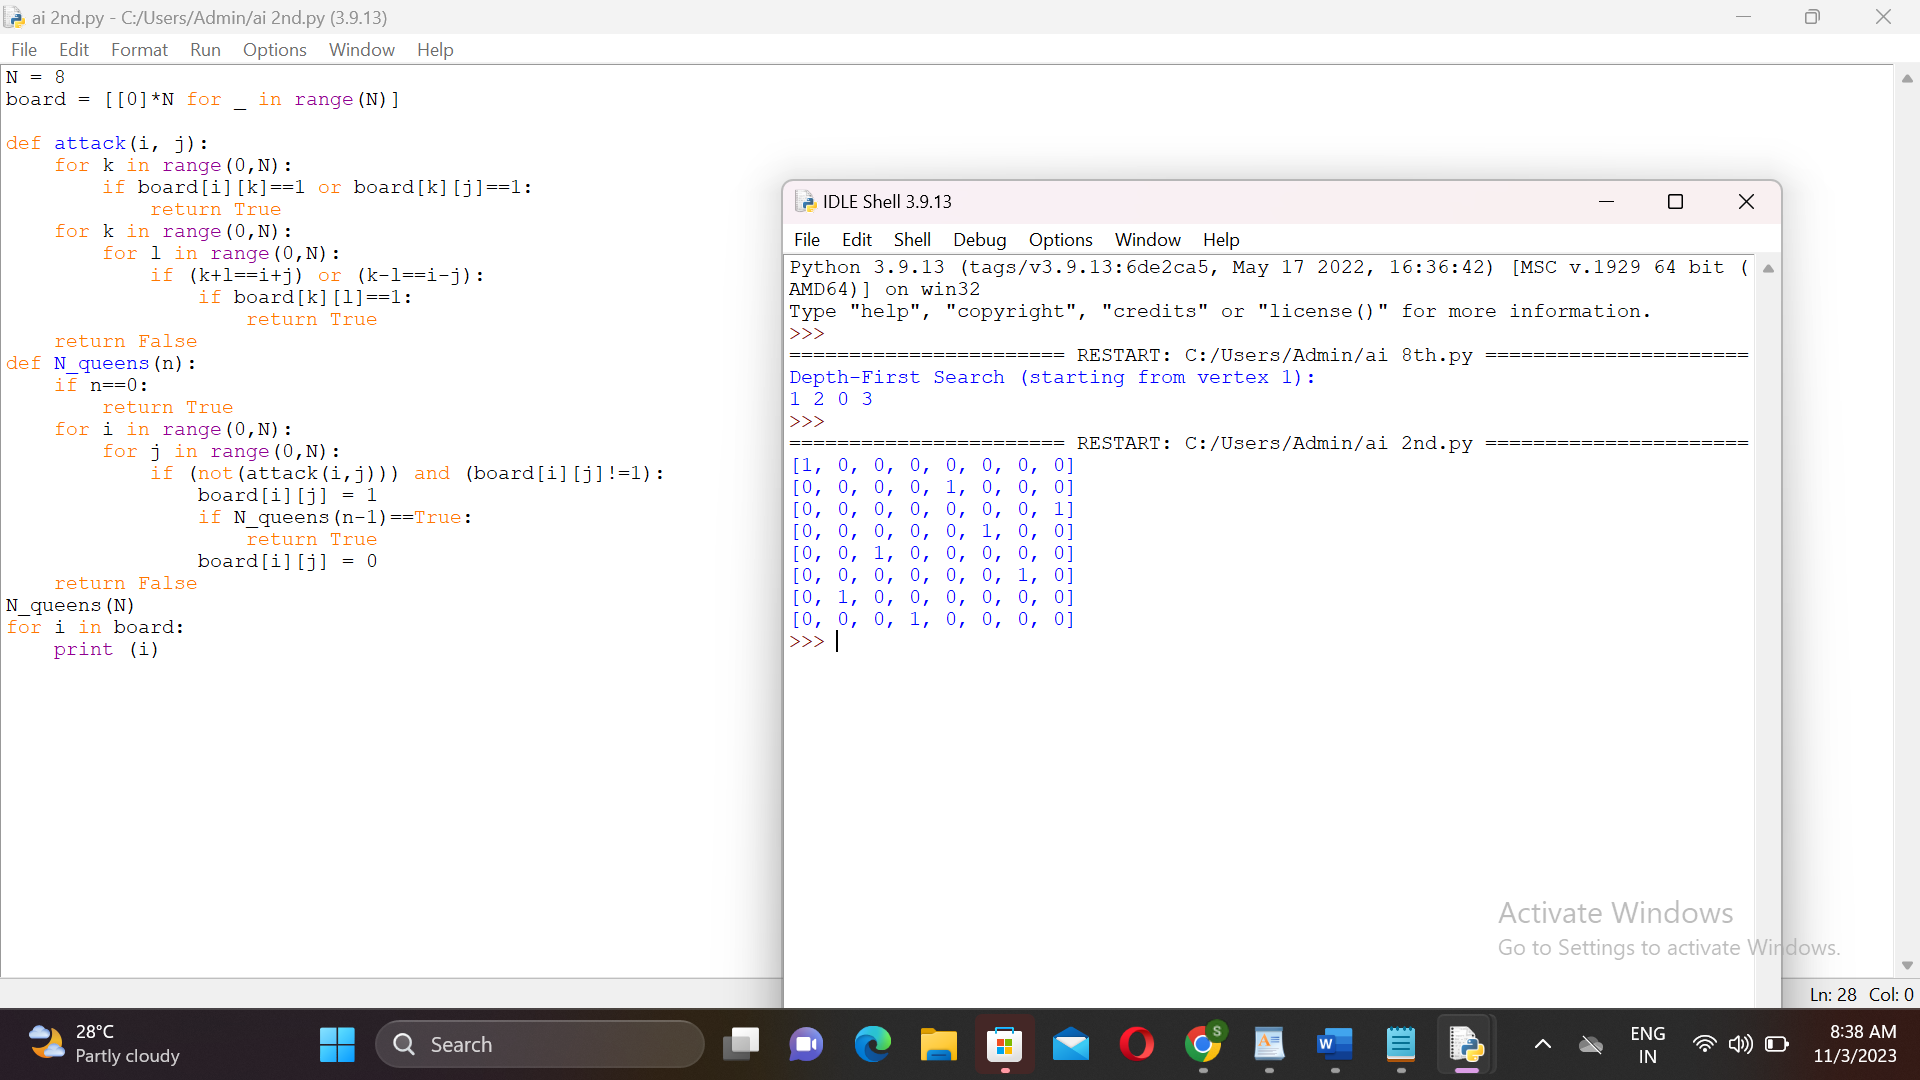 ai 2nd.py - C:/Users/Admin/ai 2nd.py (3.9.13)
File Edit Format Run Options Window Help
N = 8
board = [[0]*N for _ in range(N)]

def attack(i, j):
    for k in range(0,N):
        if board[i][k]==1 or board[k][j]==1:
            return True
    for k in range(0,N):
        for l in range(0,N):
            if (k+l==i+j) or (k-l==i-j):
                if board[k][l]==1:
                    return True
    return False
def N_queens(n):
    if n==0:
        return True
    for i in range(0,N):
        for j in range(0,N):
            if (not(attack(i,j))) and (board[i][j]!=1):
                board[i][j] = 1
                if N_queens(n-1)==True:
                    return True
                board[i][j] = 0
    return False
N_queens(N)
for i in board:
    print (i)
IDLE Shell 3.9.13
File Edit Shell Debug Options Window Help
Python 3.9.13 (tags/v3.9.13:6de2ca5, May 17 2022, 16:36:42) [MSC v.1929 64 bit (
AMD64)] on win32
Type "help", "copyright", "credits" or "license()" for more information.
>>>
======================= RESTART: C:/Users/Admin/ai 8th.py ======================
Depth-First Search (starting from vertex 1):
1 2 0 3
>>>
======================= RESTART: C:/Users/Admin/ai 2nd.py ======================
[1, 0, 0, 0, 0, 0, 0, 0]
[0, 0, 0, 0, 1, 0, 0, 0]
[0, 0, 0, 0, 0, 0, 0, 1]
[0, 0, 0, 0, 0, 1, 0, 0]
[0, 0, 1, 0, 0, 0, 0, 0]
[0, 0, 0, 0, 0, 0, 1, 0]
[0, 1, 0, 0, 0, 0, 0, 0]
[0, 0, 0, 1, 0, 0, 0, 0]
>>>
Activate Windows
Go to Settings to activate Windows.
Ln: 28 Col: 0
28°C
Partly cloudy
Search
S
W
ENG
IN
8:38 AM
11/3/2023